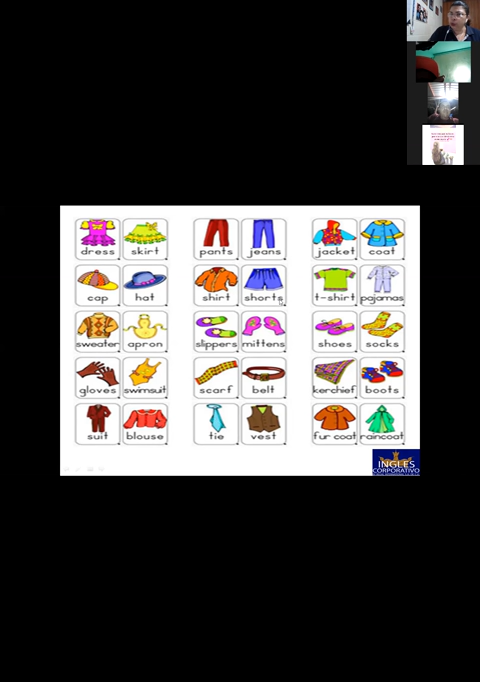 dress skirt pants jeans jacket coat
cap hat shirt shorts t-shirt pajamas
sweater apron slippers mittens shoes socks
gloves swimsuit scarf belt kerchief boots
suit blouse tie vest fur coat raincoat
INGLES
CORPORATIVO